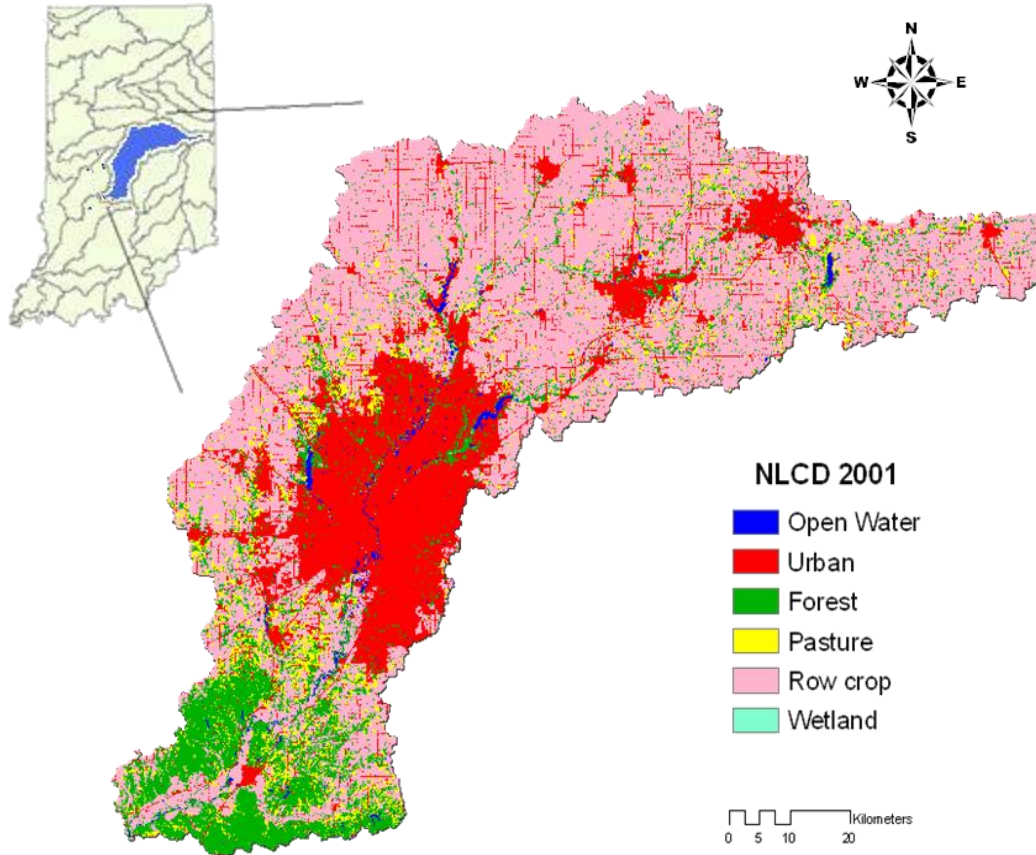 N
W E
S
NLCD 2001
Open Water
Urban
Forest
Pasture
Row crop
Wetland
Kilometers
0 5 10 20